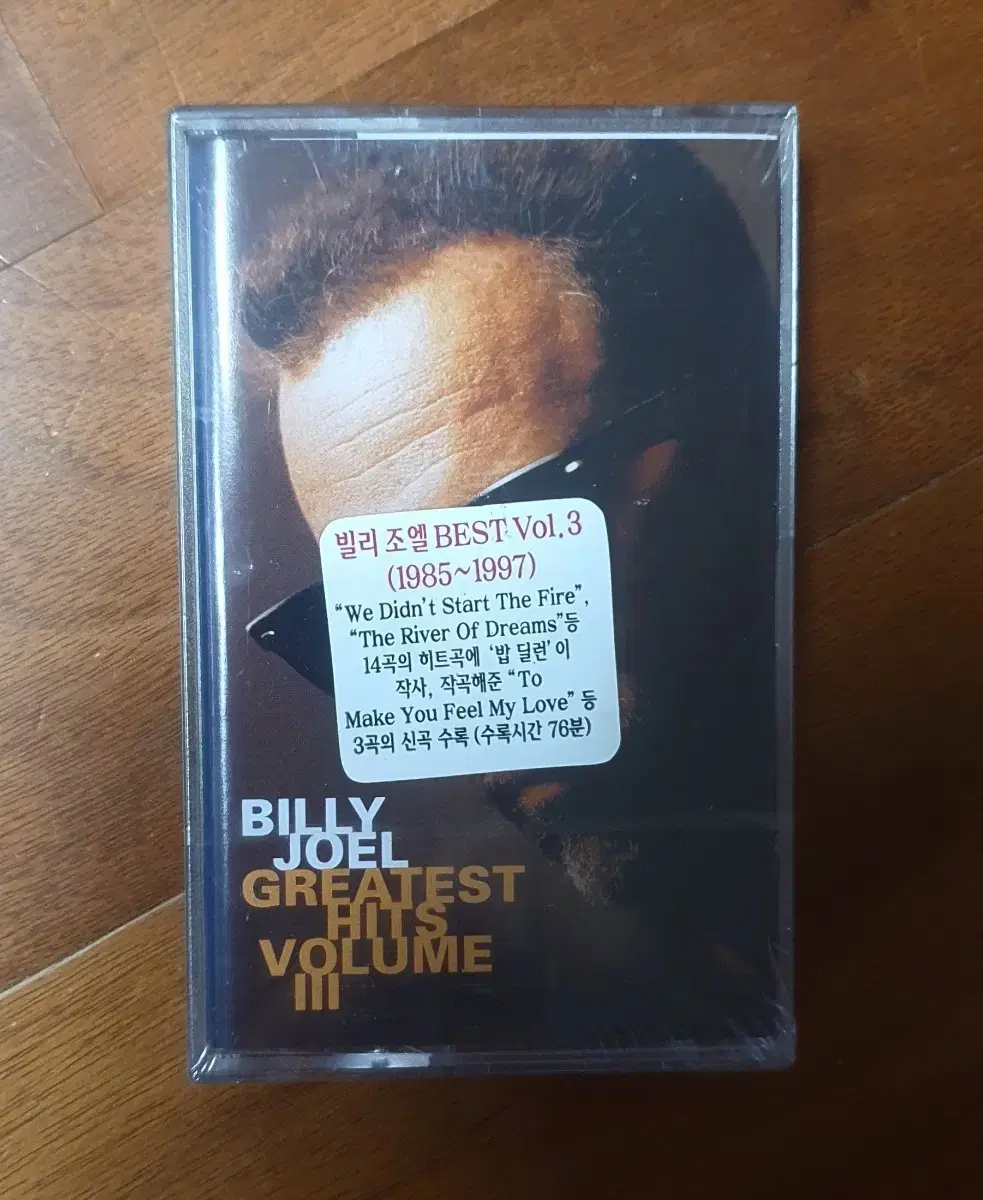 빌리 조엘 BEST Vol.3
(1985~1997)
“We Didn’t Start The Fire”,
“The River Of Dreams”등
14곡의 히트곡에 ‘밥 딜런’이
작사, 작곡해준 “To
Make You Feel My Love” 등
3곡의 신곡 수록 (수록시간 76분)
BILLY
JOEL
GREATEST
HITS
VOLUME
III